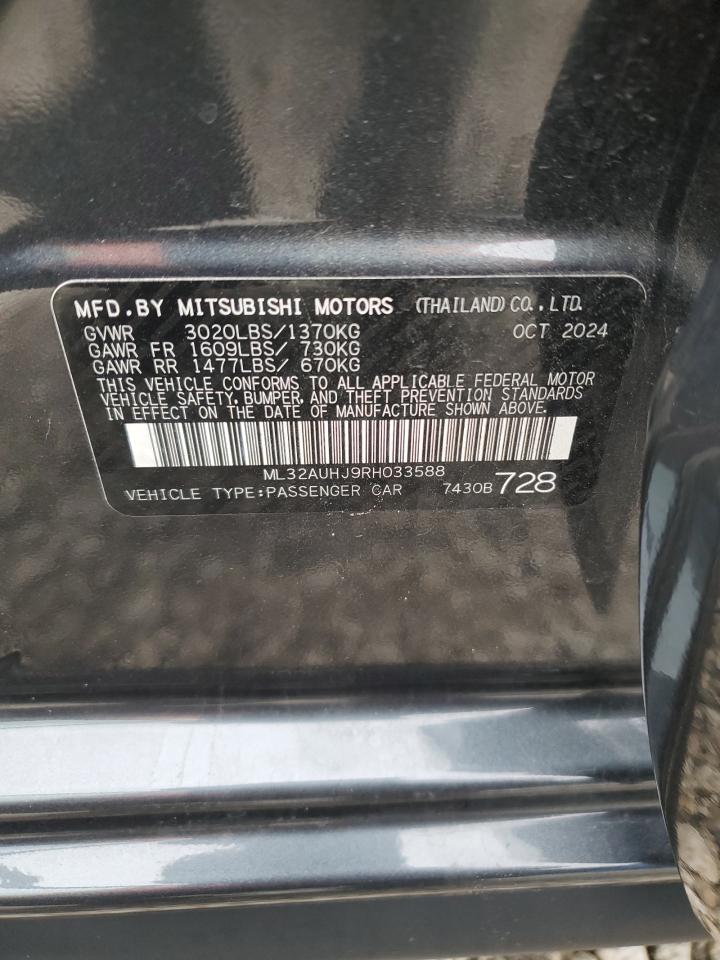 MFD. BY MITSUBISHI MOTORS (THAILAND) CO., LTD.
GVWR 3020LBS/1370KG OCT 2024
GAWR FR 1609LBS/ 730KG
GAWR RR 1477LBS/ 670KG
THIS VEHICLE CONFORMS TO ALL APPLICABLE FEDERAL MOTOR
VEHICLE SAFETY, BUMPER, AND THEFT PREVENTION STANDARDS
IN EFFECT ON THE DATE OF MANUFACTURE SHOWN ABOVE.
ML32AUHJ9RH033588
VEHICLE TYPE:PASSENGER CAR 7430B 728